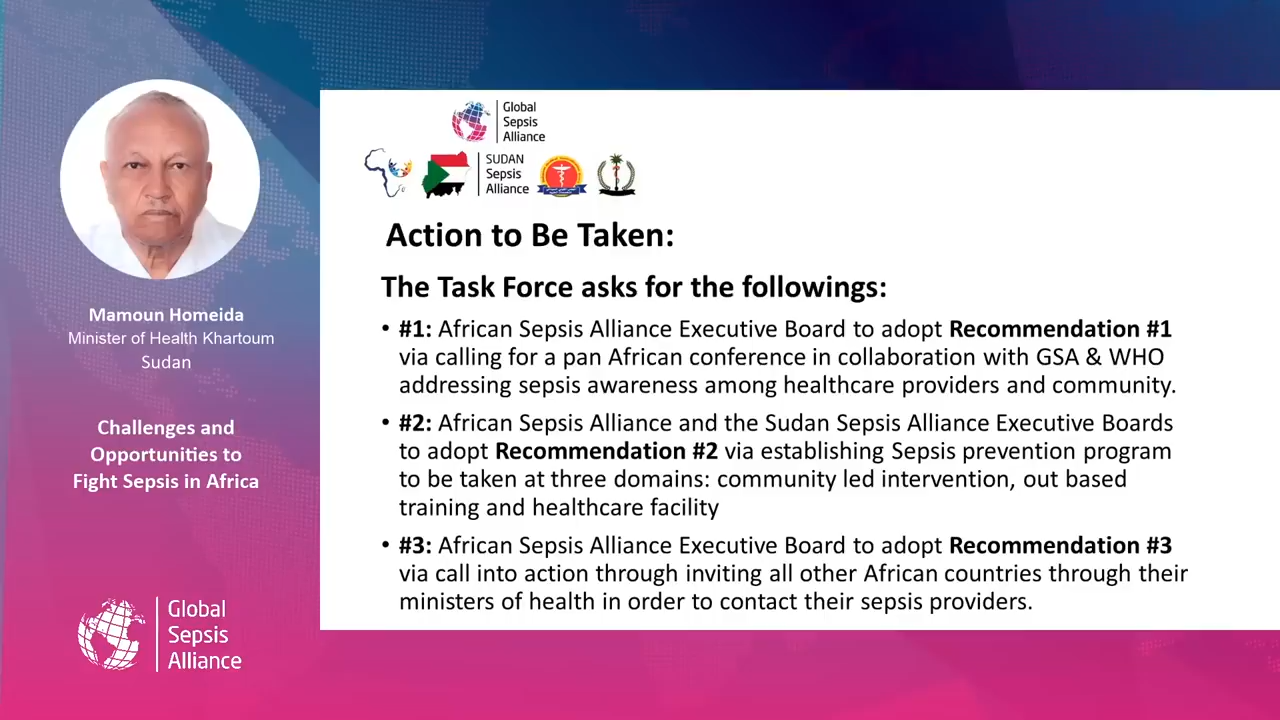 Mamoun Homeida
Minister of Health Khartoum
Sudan
Challenges and
Opportunities to
Fight Sepsis in Africa
Global
Sepsis
Alliance
Global
Sepsis
Alliance
SUDAN
Sepsis
Alliance
Action to Be Taken:
The Task Force asks for the followings:
• #1: African Sepsis Alliance Executive Board to adopt Recommendation #1
via calling for a pan African conference in collaboration with GSA & WHO
addressing sepsis awareness among healthcare providers and community.
• #2: African Sepsis Alliance and the Sudan Sepsis Alliance Executive Boards
to adopt Recommendation #2 via establishing Sepsis prevention program
to be taken at three domains: community led intervention, out based
training and healthcare facility
• #3: African Sepsis Alliance Executive Board to adopt Recommendation #3
via call into action through inviting all other African countries through their
ministers of health in order to contact their sepsis providers.